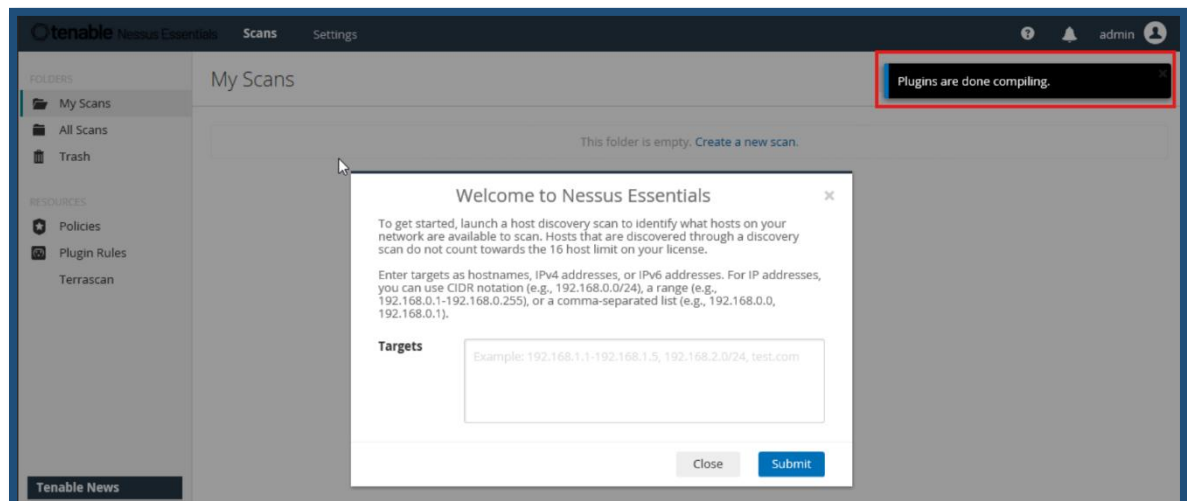 tenable Nessus Essentials Scans Settings admin
FOLDERS
My Scans
All Scans
Trash
RESOURCES
Policies
Plugin Rules
Terrascan
Tenable News
My Scans
Plugins are done compiling.
This folder is empty. Create a new scan.
Welcome to Nessus Essentials
To get started, launch a host discovery scan to identify what hosts on your
network are available to scan. Hosts that are discovered through a discovery
scan do not count towards the 16 host limit on your license.
Enter targets as hostnames, IPv4 addresses, or IPv6 addresses. For IP addresses,
you can use CIDR notation (e.g., 192.168.0.0/24), a range (e.g.,
192.168.0.1-192.168.0.255), or a comma-separated list (e.g., 192.168.0.0,
192.168.0.1).
Targets
Example: 192.168.1.1-192.168.1.5, 192.168.2.0/24, test.com
Close Submit